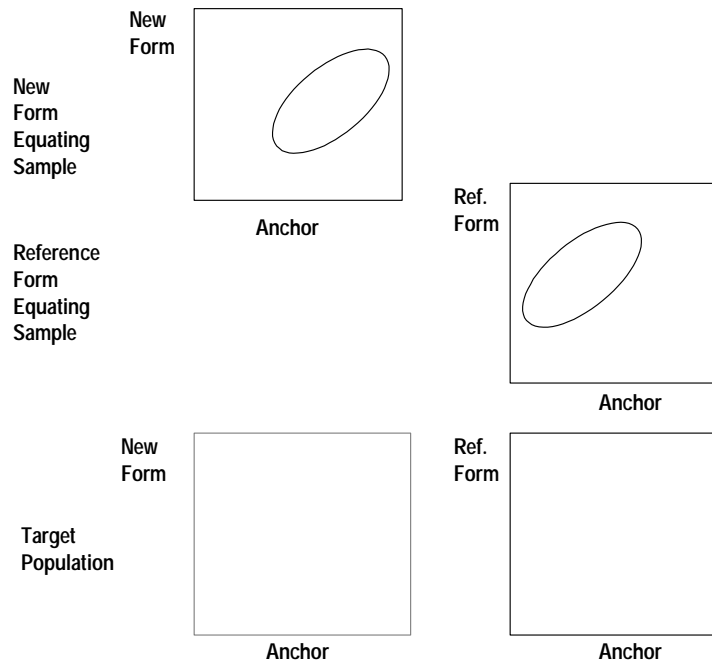 New
Form
New
Form
Equating
Sample
Anchor
Ref.
Form
Reference
Form
Equating
Sample
Anchor
New
Form
Ref.
Form
Target
Population
Anchor
Anchor